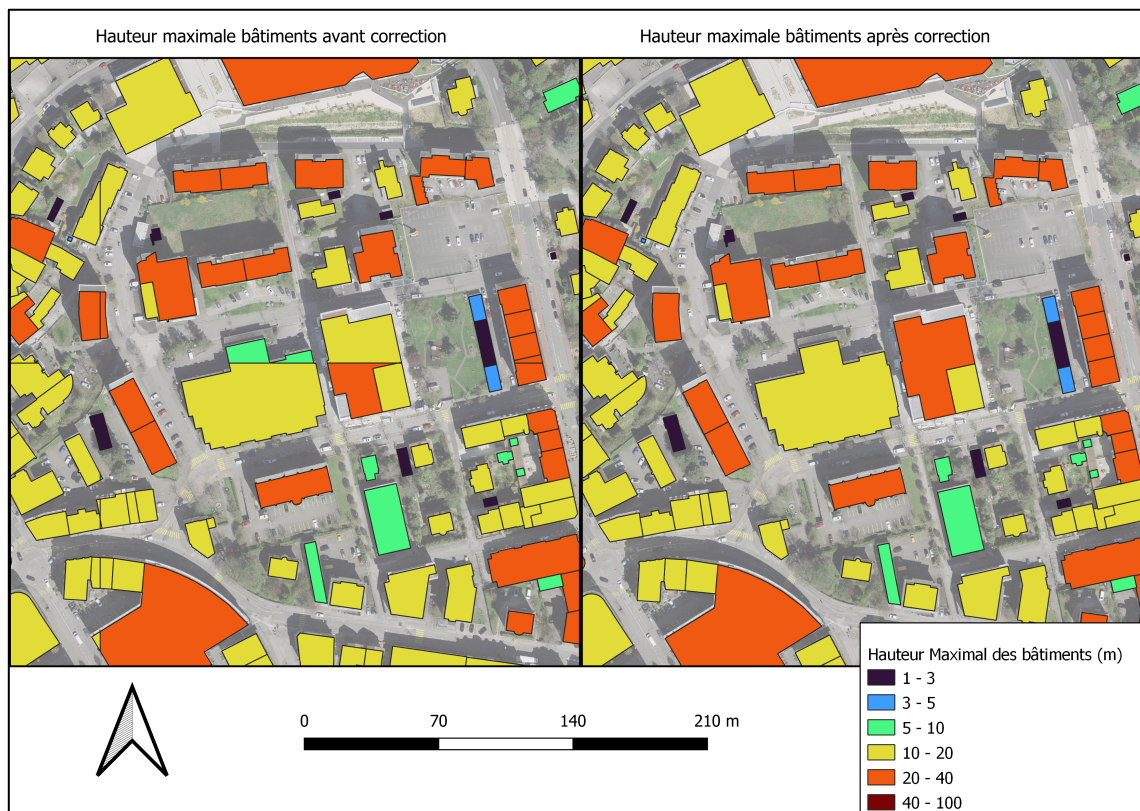 Hauteur maximale bâtiments avant correction
Hauteur maximale bâtiments après correction
0 70 140 210 m
Hauteur Maximal des bâtiments (m)
1 - 3
3 - 5
5 - 10
10 - 20
20 - 40
40 - 100